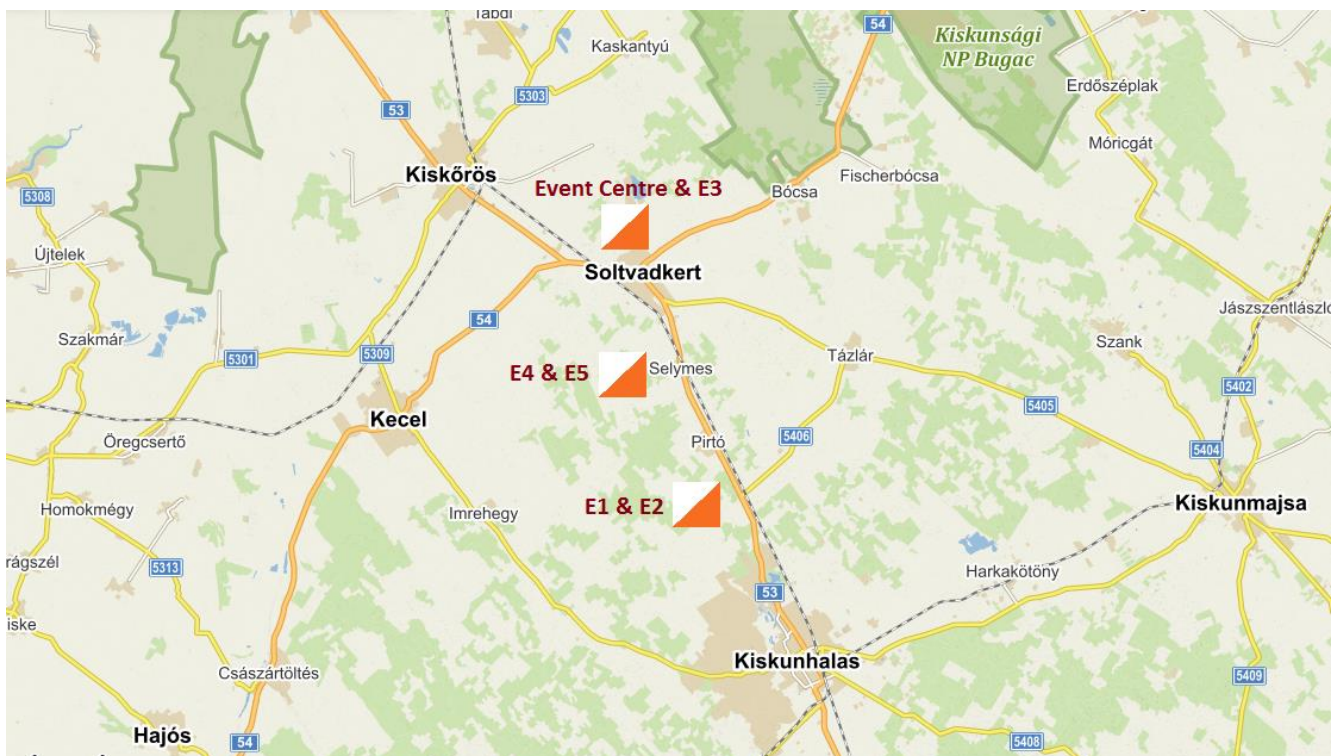 Tabdi
Kaskantyú
54
Kiskunsági
NP Bugac
Erdőszéplak
53
5303
Móricgát
Kiskőrös
Fischerbócsa
Bócsa
5308
Event Centre & E3
Újtelek
Soltvadkert
54
Jászszentlászló
Szakmár
5301
5309
Tázlár
Szank
E4 & E5
Selymes
5402
5405
Kecel
Öregcsertő
Pirtó
5406
5404
Homokmégy
Imrehegy
E1 & E2
Kiskunmajsa
rágszél
5313
Harkakötöny
53
iske
Kiskunhalas
Császártöltés
5409
Hajós
54
5408